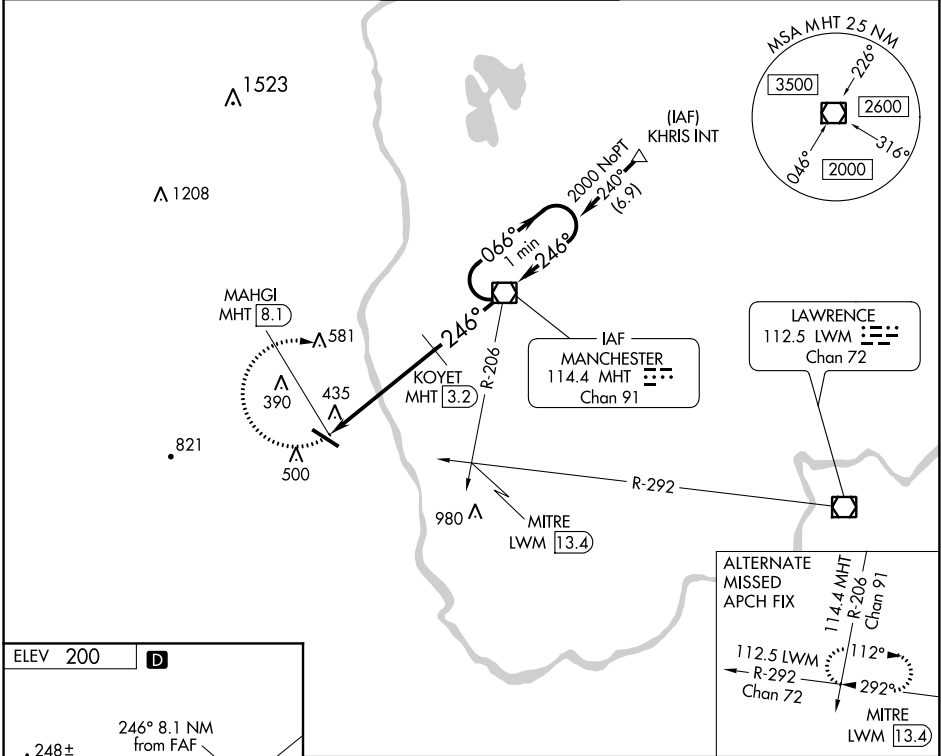 MSA MHT 25 NM
3500
226°
2600
316°
046°
2000
1523
1208
(IAF)
KHRIS INT
2000 NoPT
240°
(6.9)
066°
1 min
246°
246°
MAHGI
MHT 8.1
581
390
435
821
500
KOYET
MHT 3.2
R-206
IAF
MANCHESTER
114.4 MHT
Chan 91
LAWRENCE
112.5 LWM
Chan 72
R-292
980
MITRE
LWM 13.4
ALTERNATE
MISSED
APCH FIX
114.4 MHT
R-206
Chan 91
112.5 LWM
R-292
Chan 72
112°
292°
MITRE
LWM 13.4
ELEV 200
D
246° 8.1 NM
from FAF
248±